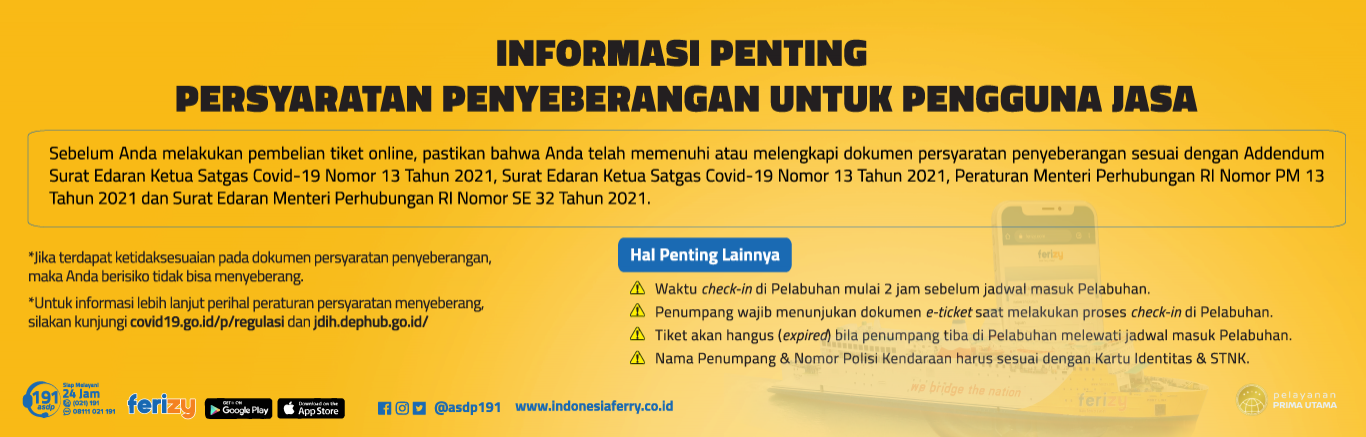 INFORMASI PENTING
PERSYARATAN PENYEBERANGAN UNTUK PENGGUNA JASA
Sebelum Anda melakukan pembelian tiket online, pastikan bahwa Anda telah memenuhi atau melengkapi dokumen persyaratan penyeberangan sesuai dengan Addendum
Surat Edaran Ketua Satgas Covid-19 Nomor 13 Tahun 2021, Surat Edaran Ketua Satgas Covid-19 Nomor 13 Tahun 2021, Peraturan Menteri Perhubungan RI Nomor PM 13
Tahun 2021 dan Surat Edaran Menteri Perhubungan RI Nomor SE 32 Tahun 2021.
*Jika terdapat ketidaksesuaian pada dokumen persyaratan penyeberangan,
maka Anda berisiko tidak bisa menyeberang.
*Untuk informasi lebih lanjut perihal peraturan persyaratan menyeberang,
silakan kunjungi covid19.go.id/p/regulasi dan jdih.dephub.go.id/
ferizy
Hal Penting Lainnya
Waktu check-in di Pelabuhan mulai 2 jam sebelum jadwal masuk Pelabuhan.
Penumpang wajib menunjukan dokumen e-ticket saat melakukan proses check-in di Pelabuhan.
Tiket akan hangus (expired) bila penumpang tiba di Pelabuhan melewati jadwal masuk Pelabuhan.
Nama Penumpang & Nomor Polisi Kendaraan harus sesuai dengan Kartu Identitas & STNK.
we bridge the nation
ferizy
191
asdp
Siap Melayani
24 Jam
(021) 191
08111 021 191
ferizy
GET IT ON
Google Play
Download on the
App Store
@asdp191
www.indonesiaferry.co.id
pelayanan
PRIMA UTAMA